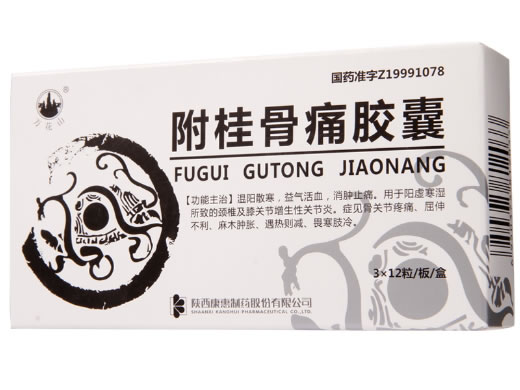 国药准字Z19991078
附桂骨痛胶囊
FUGUI GUTONG JIAONANG
【功能主治】温阳散寒，益气活血，消肿止痛。用于阳虚寒湿
所致的颈椎及膝关节增生性关节炎。症见骨关节疼痛、屈伸
不利、麻木肿胀、遇热则减、畏寒肢冷。
3×12粒/板/盒
陕西康惠制药股份有限公司
SHAANXI KANGHUI PHARMACEUTICAL CO.,LTD.